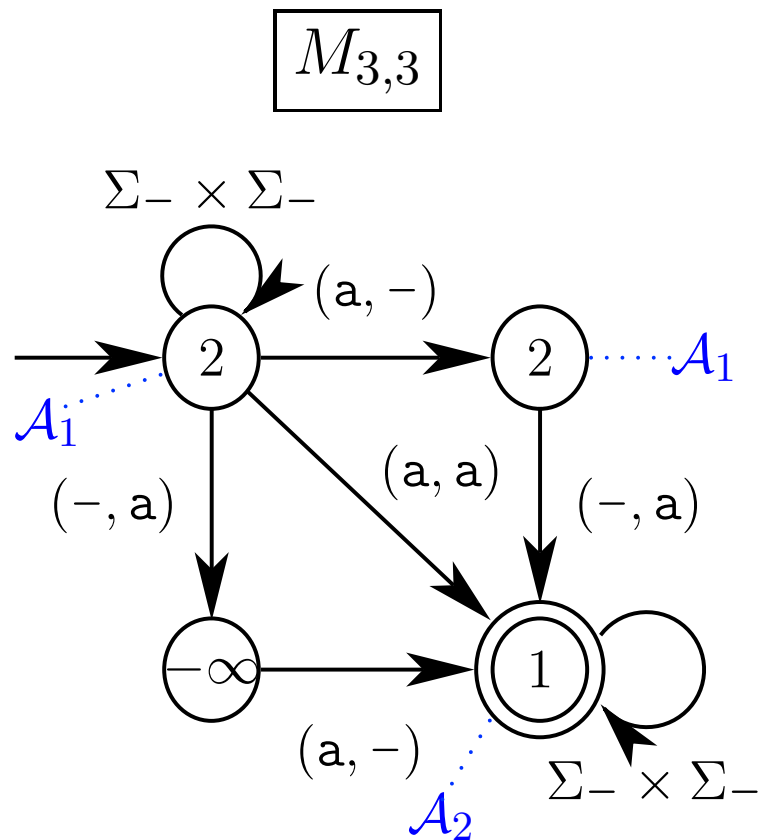 M₃,₃
Σ₋ × Σ₋
(a, −)
2
2
𝒜₁
𝒜₁
(a, a)
(−, a)
(−, a)
−∞
1
(a, −)
Σ₋ × Σ₋
𝒜₂